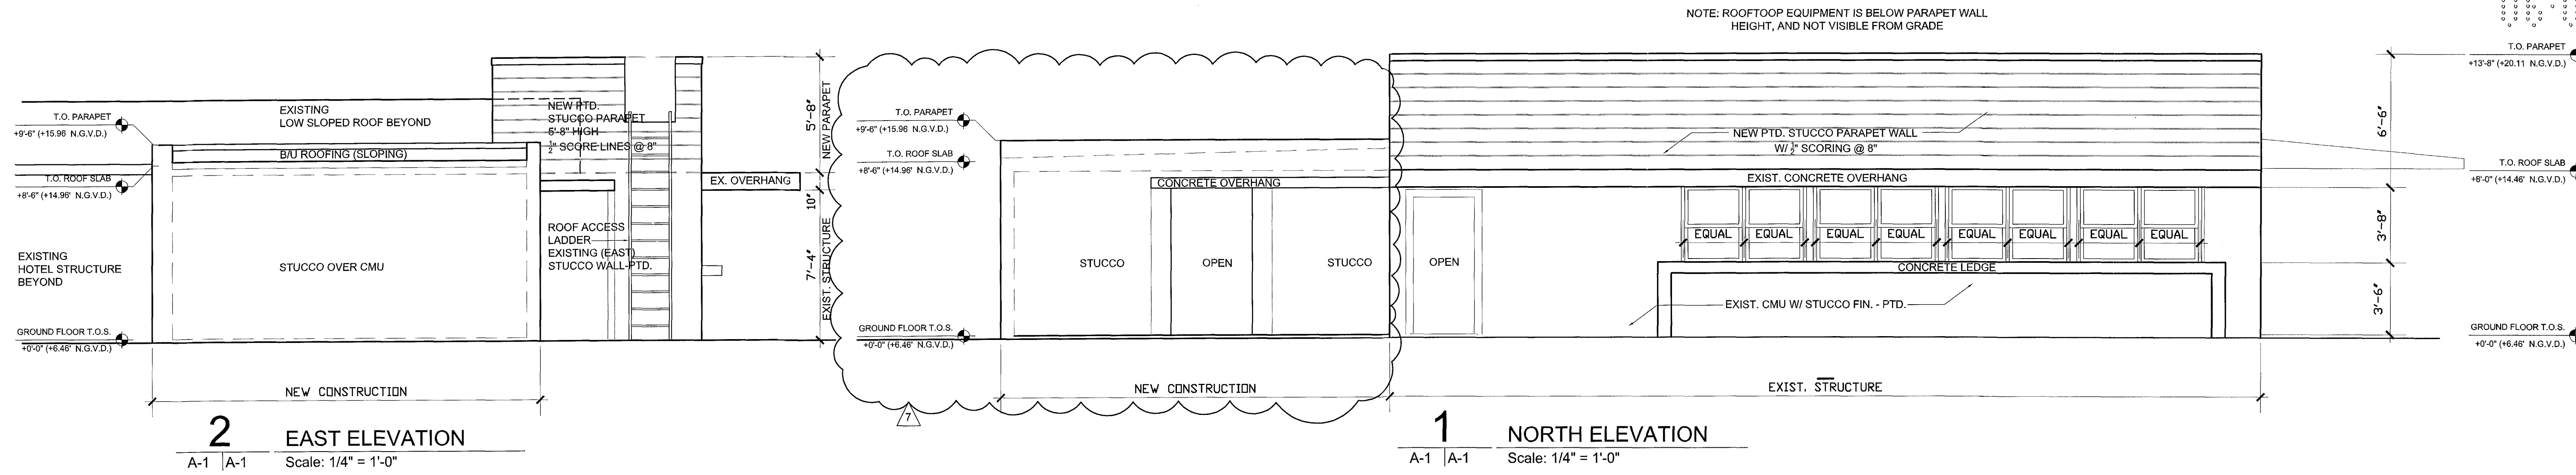 NOTE: ROOFTOOP EQUIPMENT IS BELOW PARAPET WALL
HEIGHT, AND NOT VISIBLE FROM GRADE
EXISTING
LOW SLOPED ROOF BEYOND
T.O. PARAPET
+9'-6" (+15.96 N.G.V.D.)
B/U ROOFING (SLOPING)
T.O. ROOF SLAB
+8'-6" (+14.96' N.G.V.D.)
EXISTING
HOTEL STRUCTURE
BEYOND
STUCCO OVER CMU
GROUND FLOOR T.O.S.
+0'-0" (+6.46' N.G.V.D.)
NEW PTD.
STUCCO PARAPET
5'-8" HIGH
1/2" SCORE LINES @ 8"
EX. OVERHANG
ROOF ACCESS
LADDER
EXISTING (EAST)
STUCCO WALL-PTD.
5'-8"
NEW PARAPET
10"
7'-4"
EXIST. STRUCTURE
NEW CONSTRUCTION
2
A-1 A-1
EAST ELEVATION
Scale: 1/4" = 1'-0"
T.O. PARAPET
+9'-6" (+15.96 N.G.V.D.)
T.O. ROOF SLAB
+8'-6" (+14.96' N.G.V.D.)
CONCRETE OVERHANG
STUCCO
OPEN
STUCCO
GROUND FLOOR T.O.S.
+0'-0" (+6.46' N.G.V.D.)
NEW CONSTRUCTION
7
NEW PTD. STUCCO PARAPET WALL
W/ 1/2" SCORING @ 8"
EXIST. CONCRETE OVERHANG
OPEN
EQUAL EQUAL EQUAL EQUAL EQUAL EQUAL EQUAL EQUAL
CONCRETE LEDGE
EXIST. CMU W/ STUCCO FIN. - PTD.
EXIST. STRUCTURE
6'-6"
3'-8"
3'-6"
T.O. PARAPET
+13'-8" (+20.11 N.G.V.D.)
T.O. ROOF SLAB
+8'-0" (+14.46' N.G.V.D.)
GROUND FLOOR T.O.S.
+0'-0" (+6.46' N.G.V.D.)
1
A-1 A-1
NORTH ELEVATION
Scale: 1/4" = 1'-0"